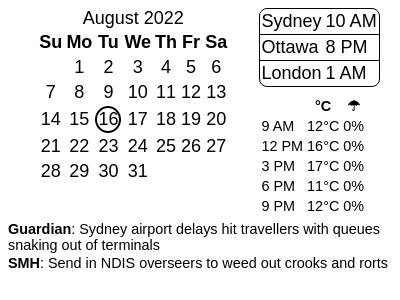 August 2022
Su Mo Tu We Th Fr Sa
1 2 3 4 5 6
7 8 9 10 11 12 13
14 15 16 17 18 19 20
21 22 23 24 25 26 27
28 29 30 31
Sydney 10 AM
Ottawa 8 PM
London 1 AM
°C ☂
9 AM 12°C 0%
12 PM 16°C 0%
3 PM 17°C 0%
6 PM 11°C 0%
9 PM 12°C 0%
Guardian: Sydney airport delays hit travellers with queues
snaking out of terminals
SMH: Send in NDIS overseers to weed out crooks and rorts